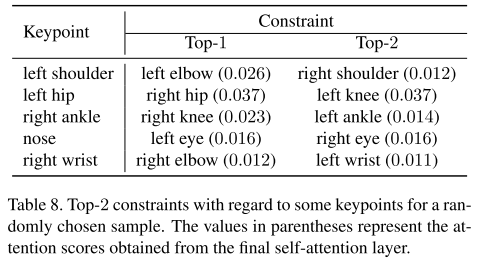 Keypoint Constraint
Top-1 Top-2
left shoulder left elbow (0.026) right shoulder (0.012)
left hip right hip (0.037) left knee (0.037)
right ankle right knee (0.023) left ankle (0.014)
nose left eye (0.016) right eye (0.016)
right wrist right elbow (0.012) left wrist (0.011)
Table 8. Top-2 constraints with regard to some keypoints for a ran-
domly chosen sample. The values in parentheses represent the at-
tention scores obtained from the final self-attention layer.